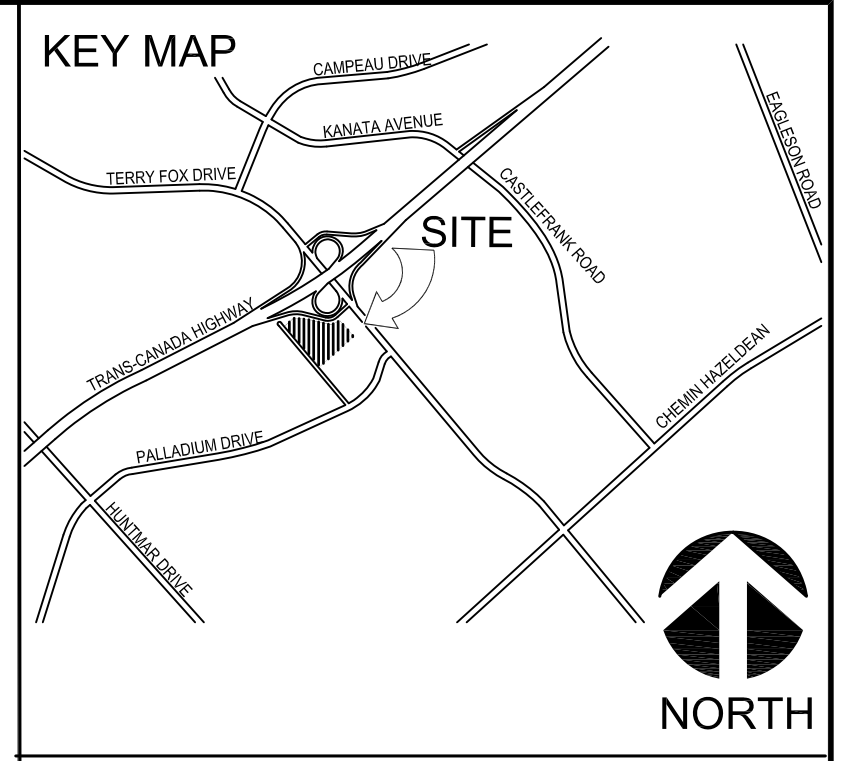 KEY MAP
CAMPEAU DRIVE
KANATA AVENUE
EAGLESON ROAD
TERRY FOX DRIVE
CASTLEFRANK ROAD
SITE
TRANS-CANADA HIGHWAY
CHEMIN HAZELDEAN
PALLADIUM DRIVE
HUNTMAR DRIVE
NORTH